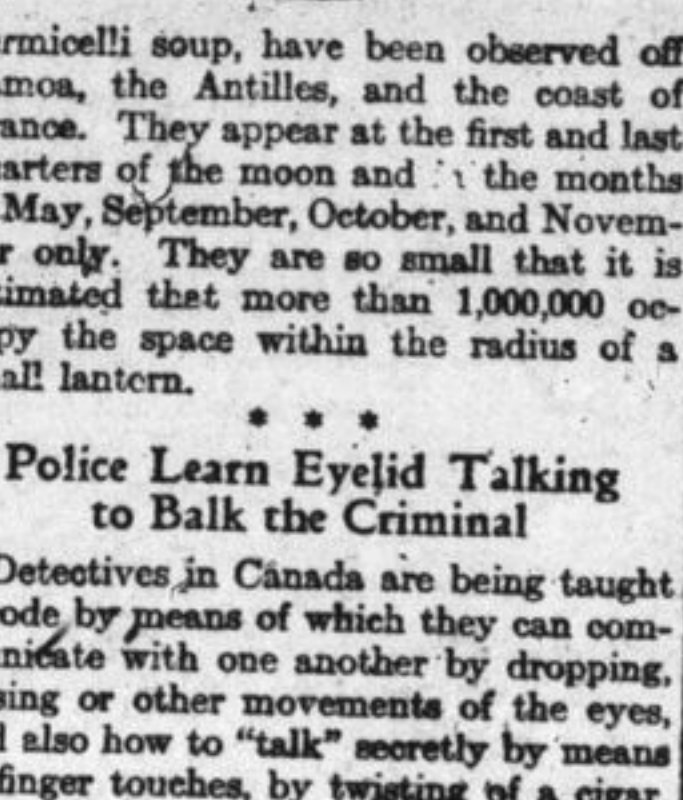 rmicelli soup, have been observed off
moa, the Antilles, and the coast of
ance. They appear at the first and last
arters of the moon and the months
May, September, October, and Novem-
r only. They are so small that it is
timated that more than 1,000,000 oc-
py the space within the radius of a
all lantern.
* * *
Police Learn Eyelid Talking
to Balk the Criminal
Detectives in Canada are being taught
ode by means of which they can com-
nicate with one another by dropping,
sing or other movements of the eyes,
also how to “talk” secretly by means
finger touches, by twisting of a cigar